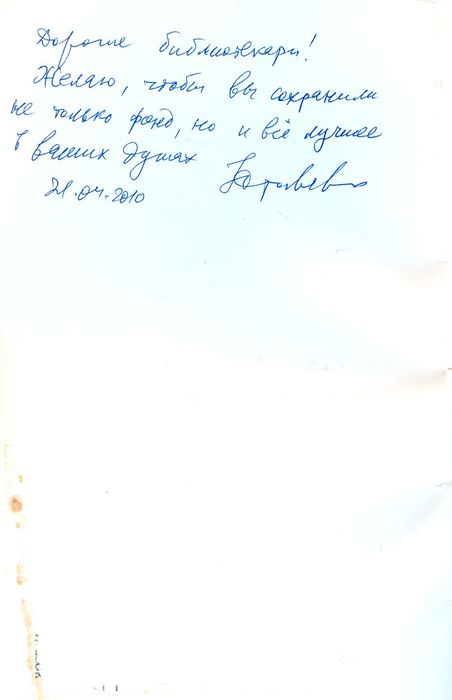 Дорогие библиотекари!
Желаю, чтобы вы сохранили
не только фонд, но и всё лучшее
в ваших душах
21.04.2010